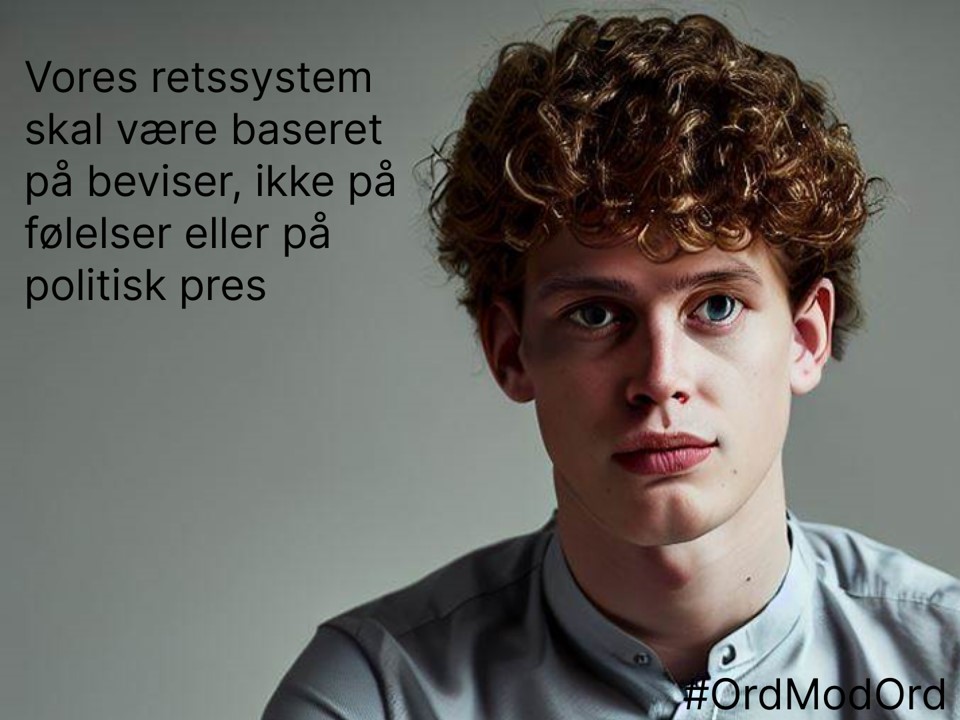 Vores retssystem
skal være baseret
på beviser, ikke på
følelser eller på
politisk pres
#OrdModOrd